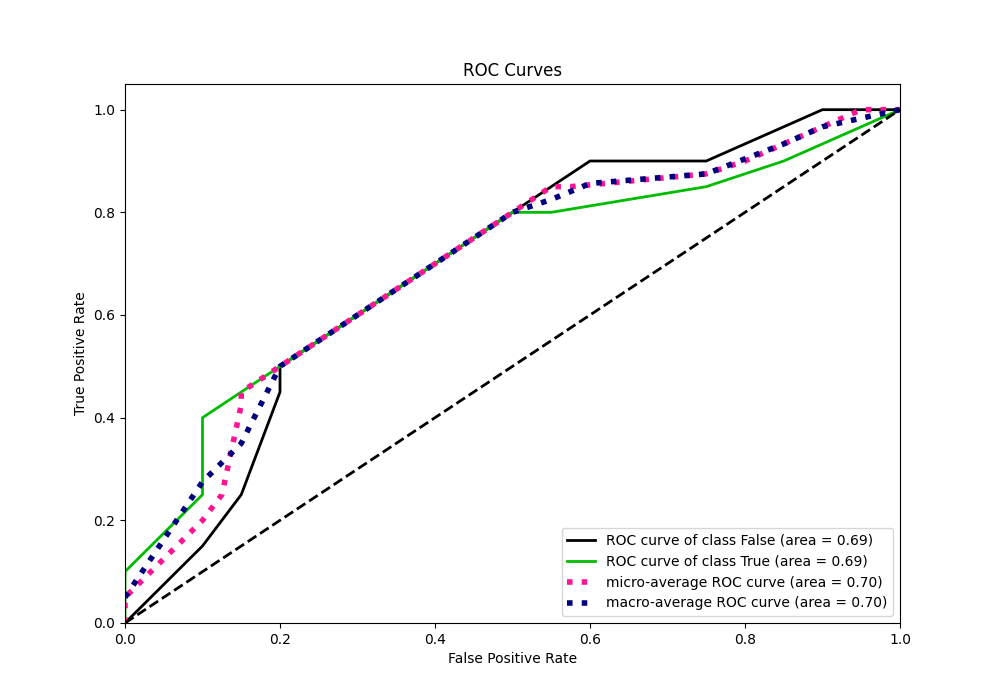 ROC Curves
True Positive Rate
1.0
0.8
0.6
0.4
0.2
0.0
0.0 0.2 0.4 0.6 0.8 1.0
False Positive Rate
ROC curve of class False (area = 0.69)
ROC curve of class True (area = 0.69)
micro-average ROC curve (area = 0.70)
macro-average ROC curve (area = 0.70)